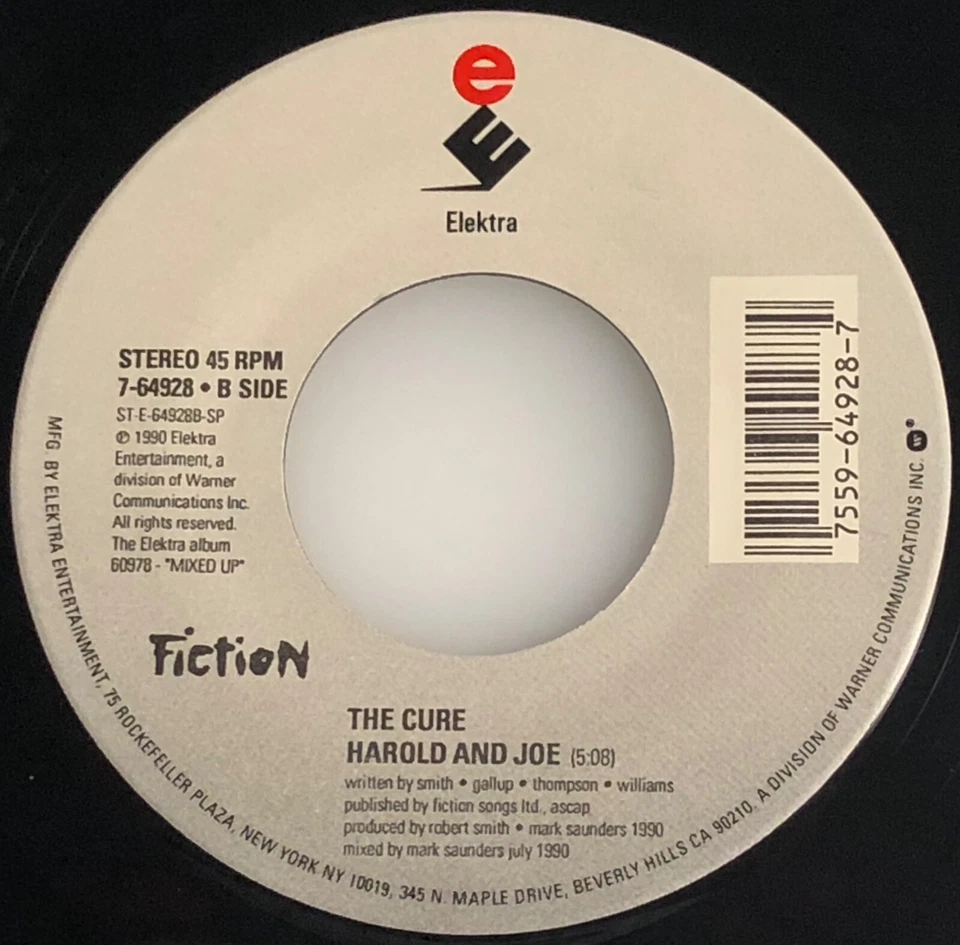 e
E
Elektra
STEREO 45 RPM
7-64928 • B SIDE
ST-E-64928B-SP
℗ 1990 Elektra
Entertainment, a
division of Warner
Communications Inc.
All rights reserved.
The Elektra album
60978 - "MIXED UP"
7559-64928-7
Fiction
THE CURE
HAROLD AND JOE (5:08)
written by smith • gallup • thompson • williams
published by fiction songs ltd., ascap
produced by robert smith • mark saunders 1990
mixed by mark saunders july 1990
MFG. BY ELEKTRA ENTERTAINMENT, 75 ROCKEFELLER PLAZA, NEW YORK NY 10019, 345 N. MAPLE DRIVE, BEVERLY HILLS CA 90210. A DIVISION OF WARNER COMMUNICATIONS INC. W®